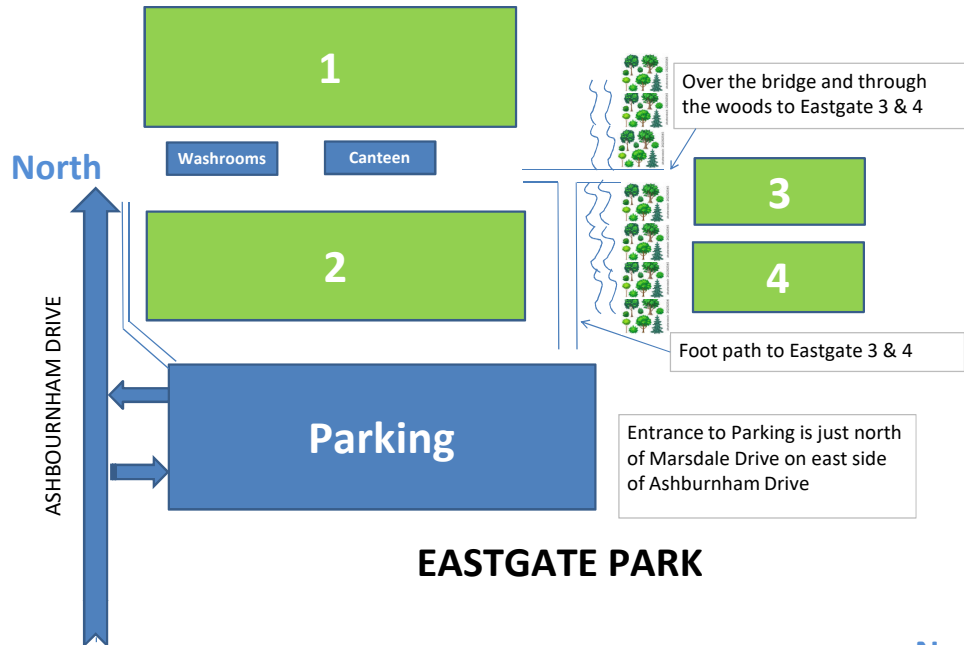 1
Over the bridge and through
the woods to Eastgate 3 & 4
Washrooms
Canteen
North
3
2
4
ASHBOURNHAM DRIVE
Foot path to Eastgate 3 & 4
Parking
Entrance to Parking is just north
of Marsdale Drive on east side
of Ashburnham Drive
EASTGATE PARK